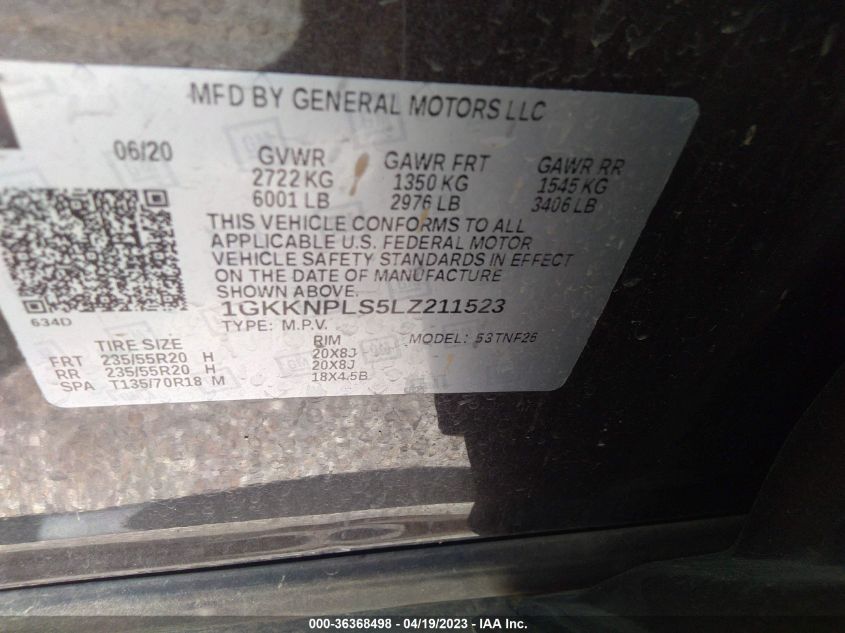 MFD BY GENERAL MOTORS LLC
06/20 GVWR GAWR FRT GAWR RR
2722 KG 1350 KG 1545 KG
6001 LB 2976 LB 3406 LB
THIS VEHICLE CONFORMS TO ALL
APPLICABLE U.S. FEDERAL MOTOR
VEHICLE SAFETY STANDARDS IN EFFECT
ON THE DATE OF MANUFACTURE
SHOWN ABOVE.
1GKKNPLS5LZ211523
634D
TYPE: M.P.V. MODEL: 53TNF26
TIRE SIZE RIM
FRT 235/55R20 H 20X8J
RR 235/55R20 H 20X8J
SPA T135/70R18 M 18X4.5B
000-36368498 - 04/19/2023 - IAA Inc.